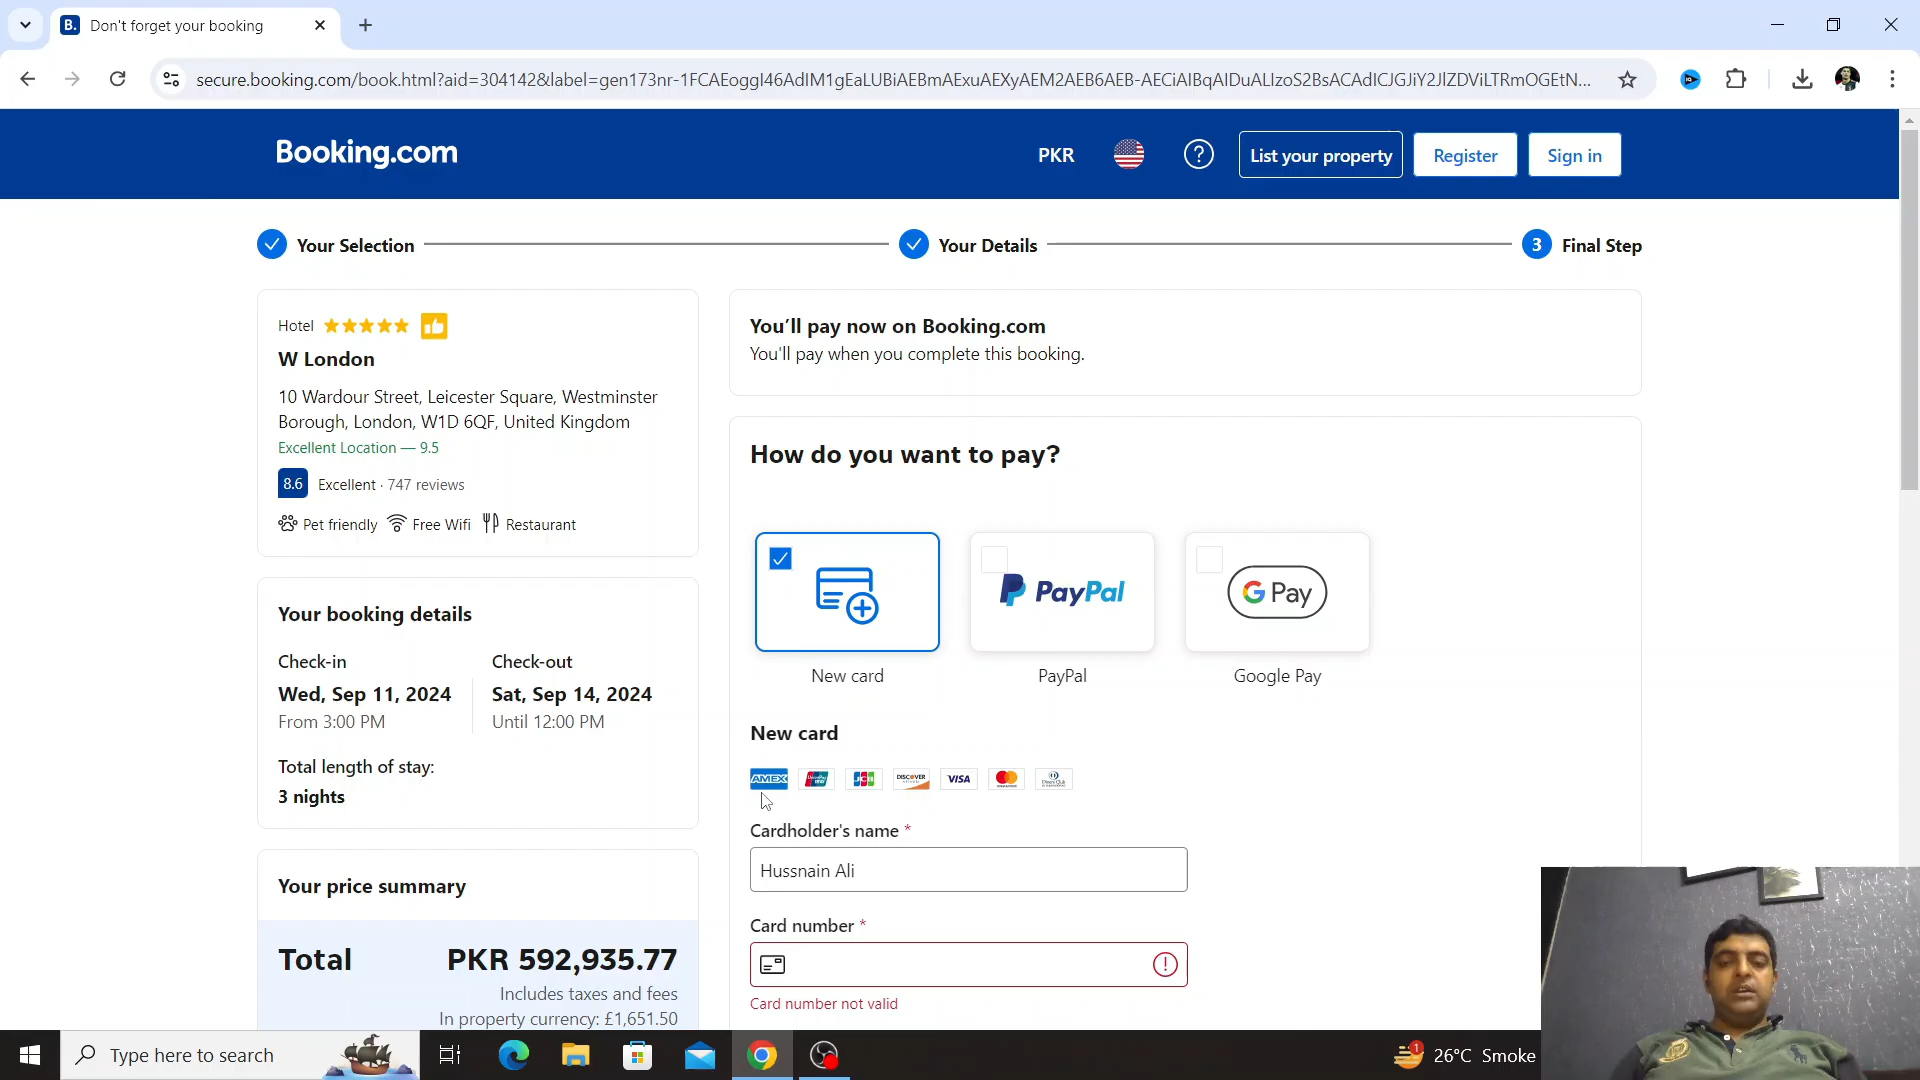 Don't forget your booking
secure.booking.com/book.html?aid=304142&label=gen173nr-1FCAEoggI46AdIM1gEaLUBiAEBmAExuAEXyAEM2AEB6AEB-AECiAIBqAIDuALIzoS2BsACAdICJGJiY2JlZDViLTRmOGEtN...
Booking.com
PKR
List your property
Register
Sign in
Your Selection
Your Details
3 Final Step
Hotel
W London
10 Wardour Street, Leicester Square, Westminster
Borough, London, W1D 6QF, United Kingdom
Excellent Location — 9.5
8.6 Excellent · 747 reviews
Pet friendly Free Wifi Restaurant
Your booking details
Check-in
Wed, Sep 11, 2024
From 3:00 PM
Check-out
Sat, Sep 14, 2024
Until 12:00 PM
Total length of stay:
3 nights
Your price summary
Total PKR 592,935.77
Includes taxes and fees
In property currency: £1,651.50
You'll pay now on Booking.com
You'll pay when you complete this booking.
How do you want to pay?
PayPal
G Pay
New card
PayPal
Google Pay
New card
AMEX
JCB
DISCOVER
VISA
Cardholder's name *
Hussnain Ali
Card number *
Card number not valid
Type here to search
1
26°C Smoke